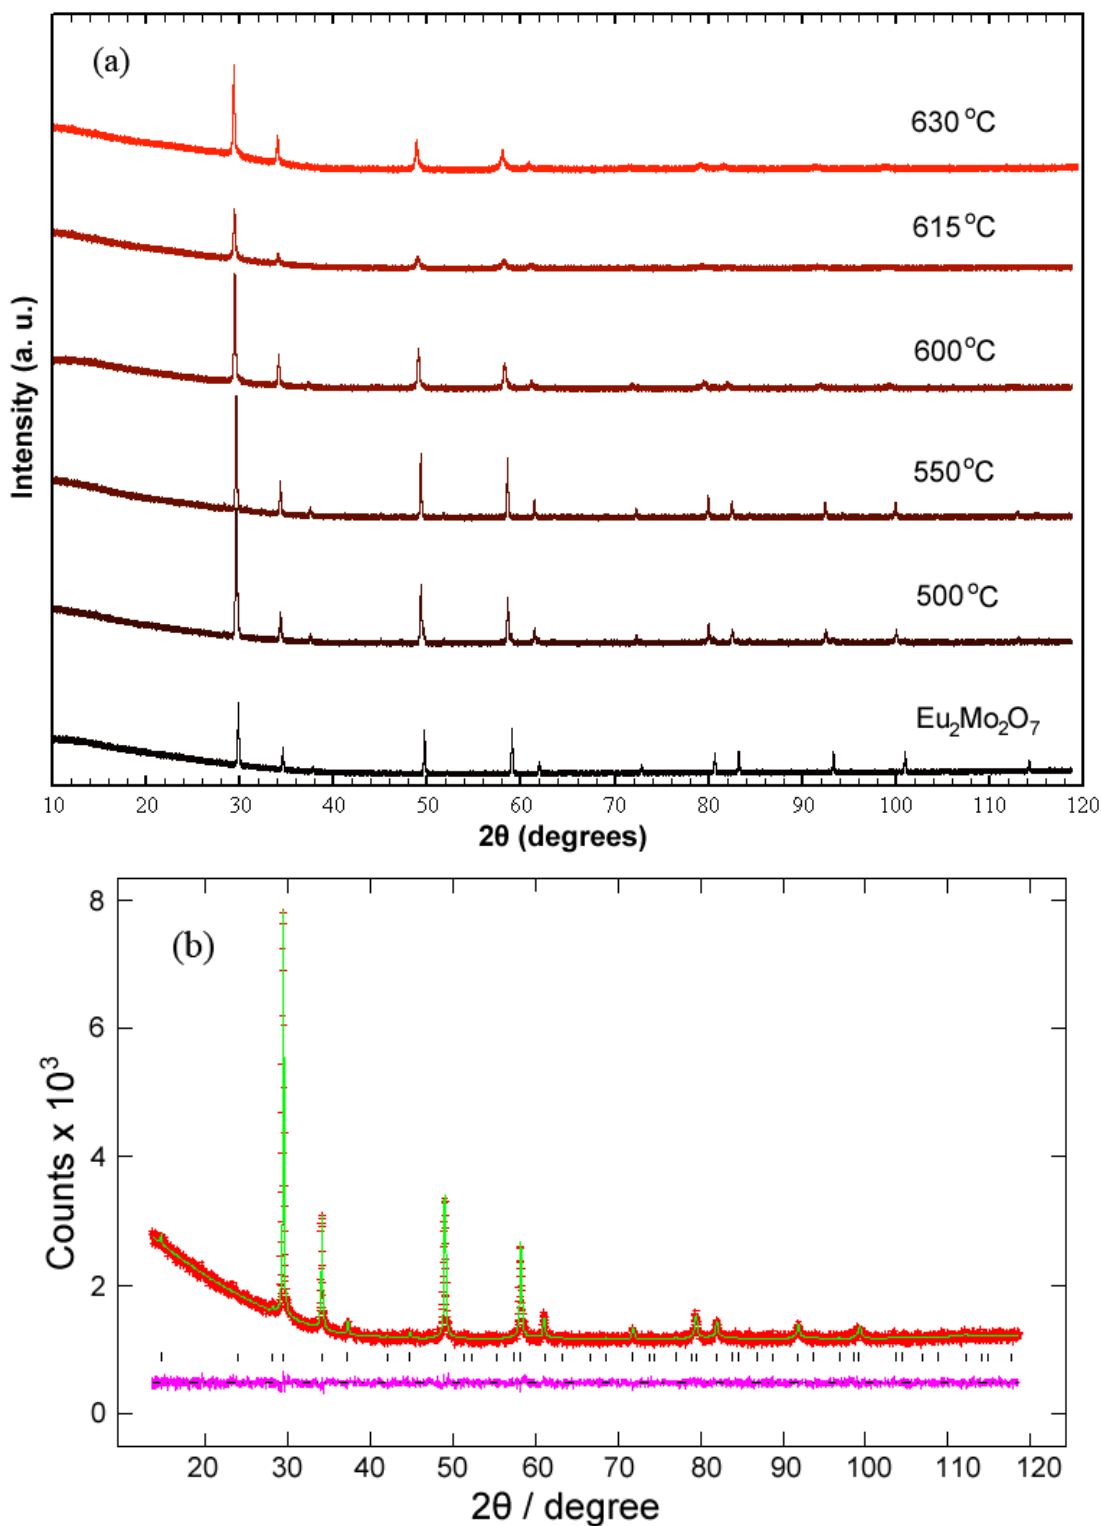 (a)
630 °C
615 °C
600 °C
550 °C
500 °C
Eu₂Mo₂O₇
Intensity (a. u.)
10 20 30 40 50 60 70 80 90 100 110 120
2θ (degrees)
(b)
8
6
4
2
0
Counts x 10³
20 30 40 50 60 70 80 90 100 110 120
2θ / degree